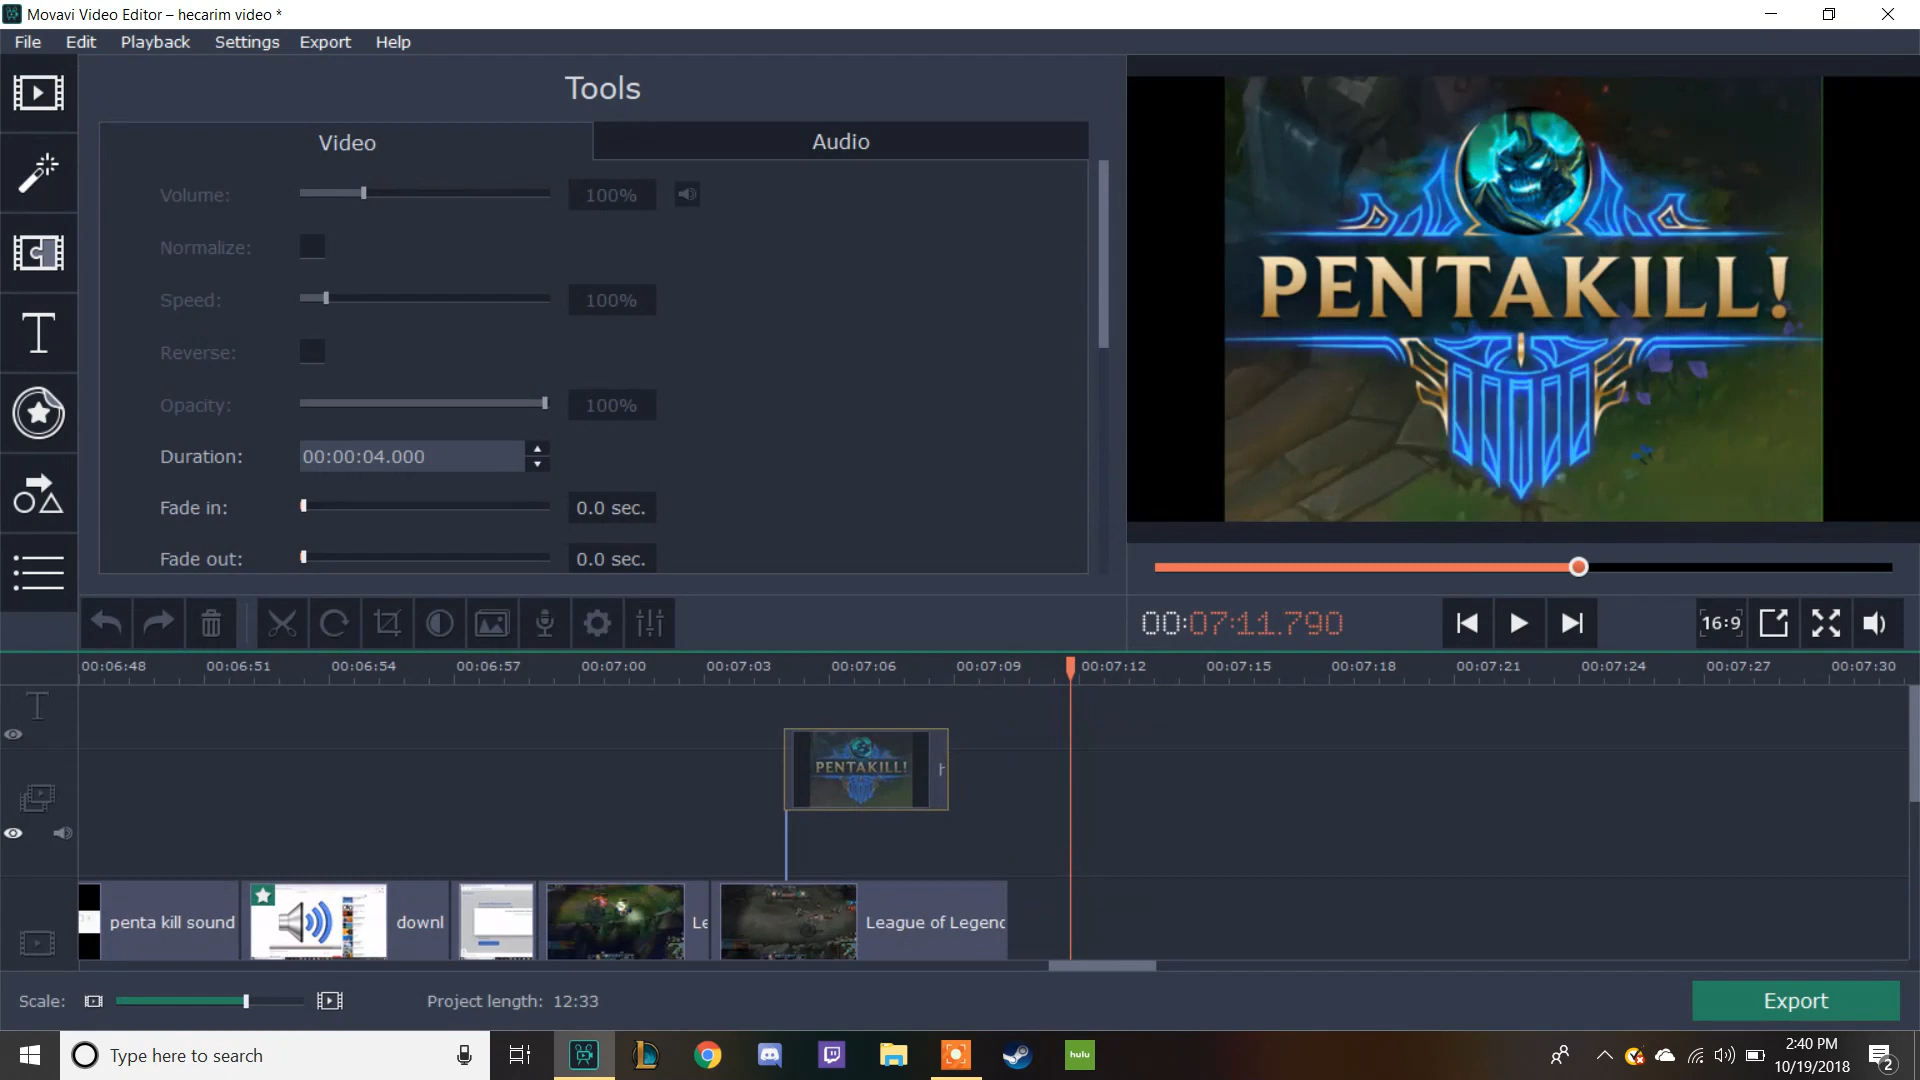 Movavi Video Editor – hecarim video *
File Edit Playback Settings Export Help
Tools
Video Audio
Volume: 100%
Normalize:
Speed: 100%
Reverse:
Opacity: 100%
Duration: 00:00:04.000
Fade in: 0.0 sec.
Fade out: 0.0 sec.
PENTAKILL!
00:07:11.790
16:9
00:06:48 00:06:51 00:06:54 00:06:57 00:07:00 00:07:03 00:07:06 00:07:09 00:07:12 00:07:15 00:07:18 00:07:21 00:07:24 00:07:27 00:07:30
PENTAKILL!
penta kill sound downl Le League of Legend
Scale: Project length: 12:33 Export
Type here to search hulu
2:40 PM
10/19/2018 2